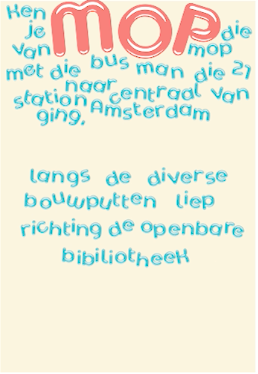 Ken je die MOP
van die mop
met die bus man die 21
naar centraal
station van Amsterdam
ging,
langs de diverse
bouwputten liep
richting de openbare
bibiliotheek